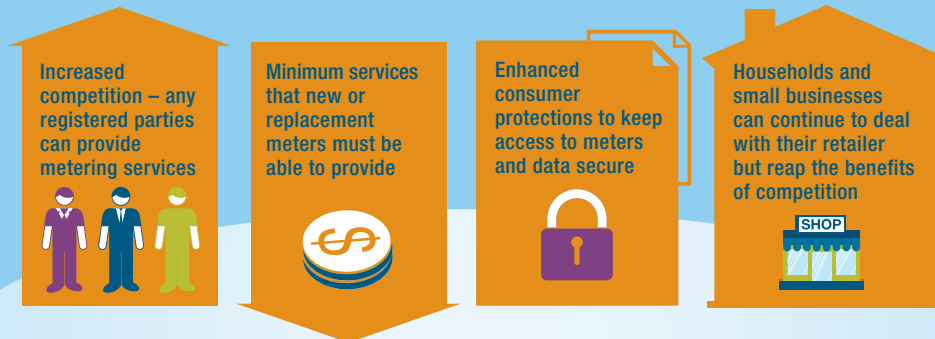 Increased
competition – any
registered parties
can provide
metering services
Minimum services
that new or
replacement
meters must be
able to provide
Enhanced
consumer
protections to keep
access to meters
and data secure
Households and
small businesses
can continue to deal
with their retailer
but reap the benefits
of competition
SHOP